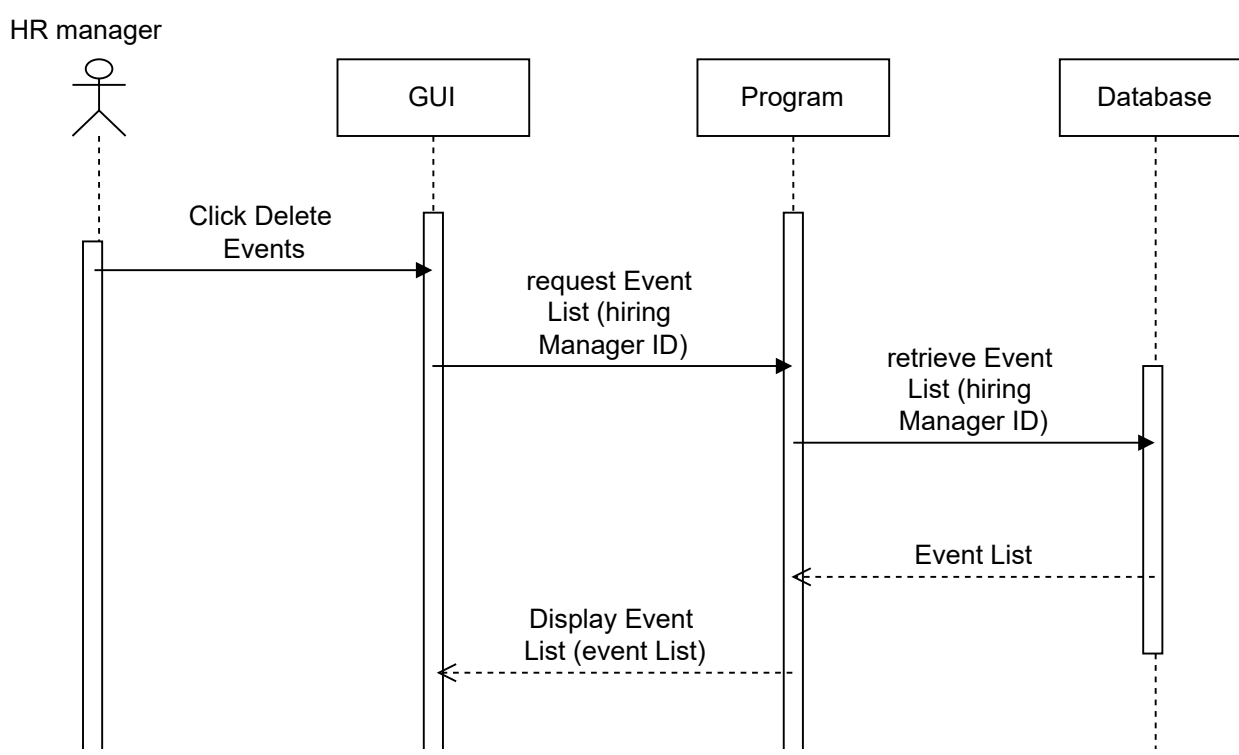 HR manager
GUI
Program
Database
Click Delete
Events
request Event
List (hiring
Manager ID)
retrieve Event
List (hiring
Manager ID)
Event List
Display Event
List (event List)